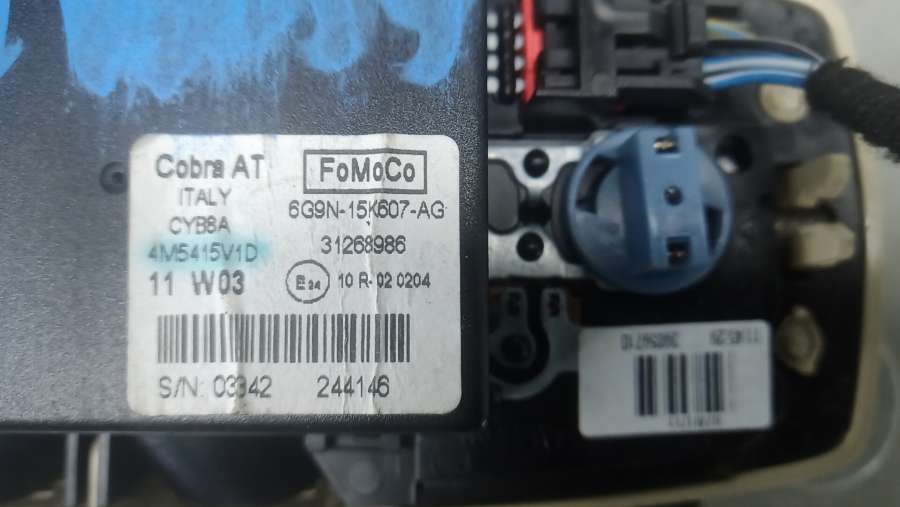 Cobra AT
FoMoCo
ITALY
6G9N-15K607-AG
CYB8A
4M5415V1D
31268986
11 W03
E24
10 R-02 0204
S/N: 03342
244146